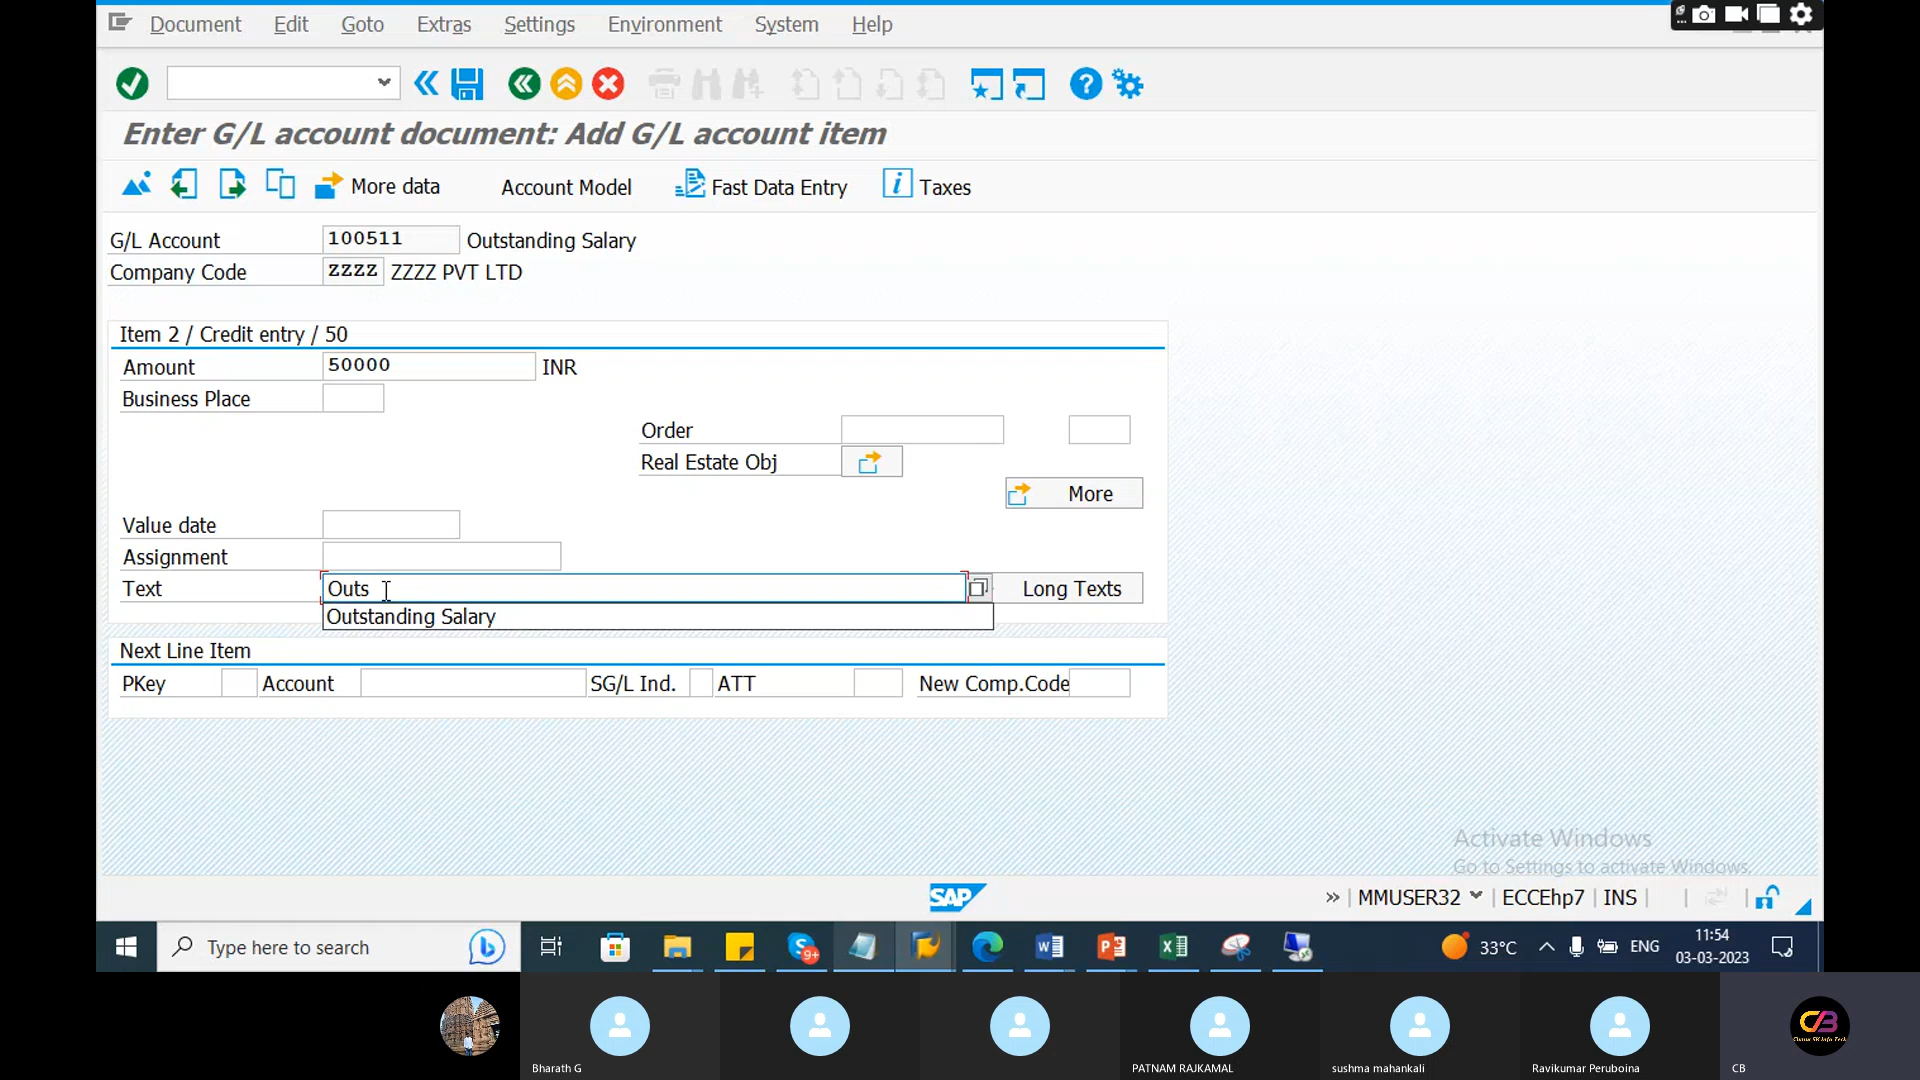 Document Edit Goto Extras Settings Environment System Help
Enter G/L account document: Add G/L account item
More data Account Model Fast Data Entry Taxes
G/L Account 100511 Outstanding Salary
Company Code ZZZZ ZZZZ PVT LTD
Item 2 / Credit entry / 50
Amount 50000 INR
Business Place
Order
Real Estate Obj
More
Value date
Assignment
Text Outs Long Texts
Outstanding Salary
Next Line Item
PKey Account SG/L Ind. ATT New Comp.Code
Activate Windows
Go to Settings to activate Windows.
SAP » MMUSER32 ECCEhp7 INS
Type here to search 9+ 33°C ENG 11:54
03-03-2023
CB
Bharath G PATNAM RAJKAMAL sushma mahankali Ravikumar Peruboina CB